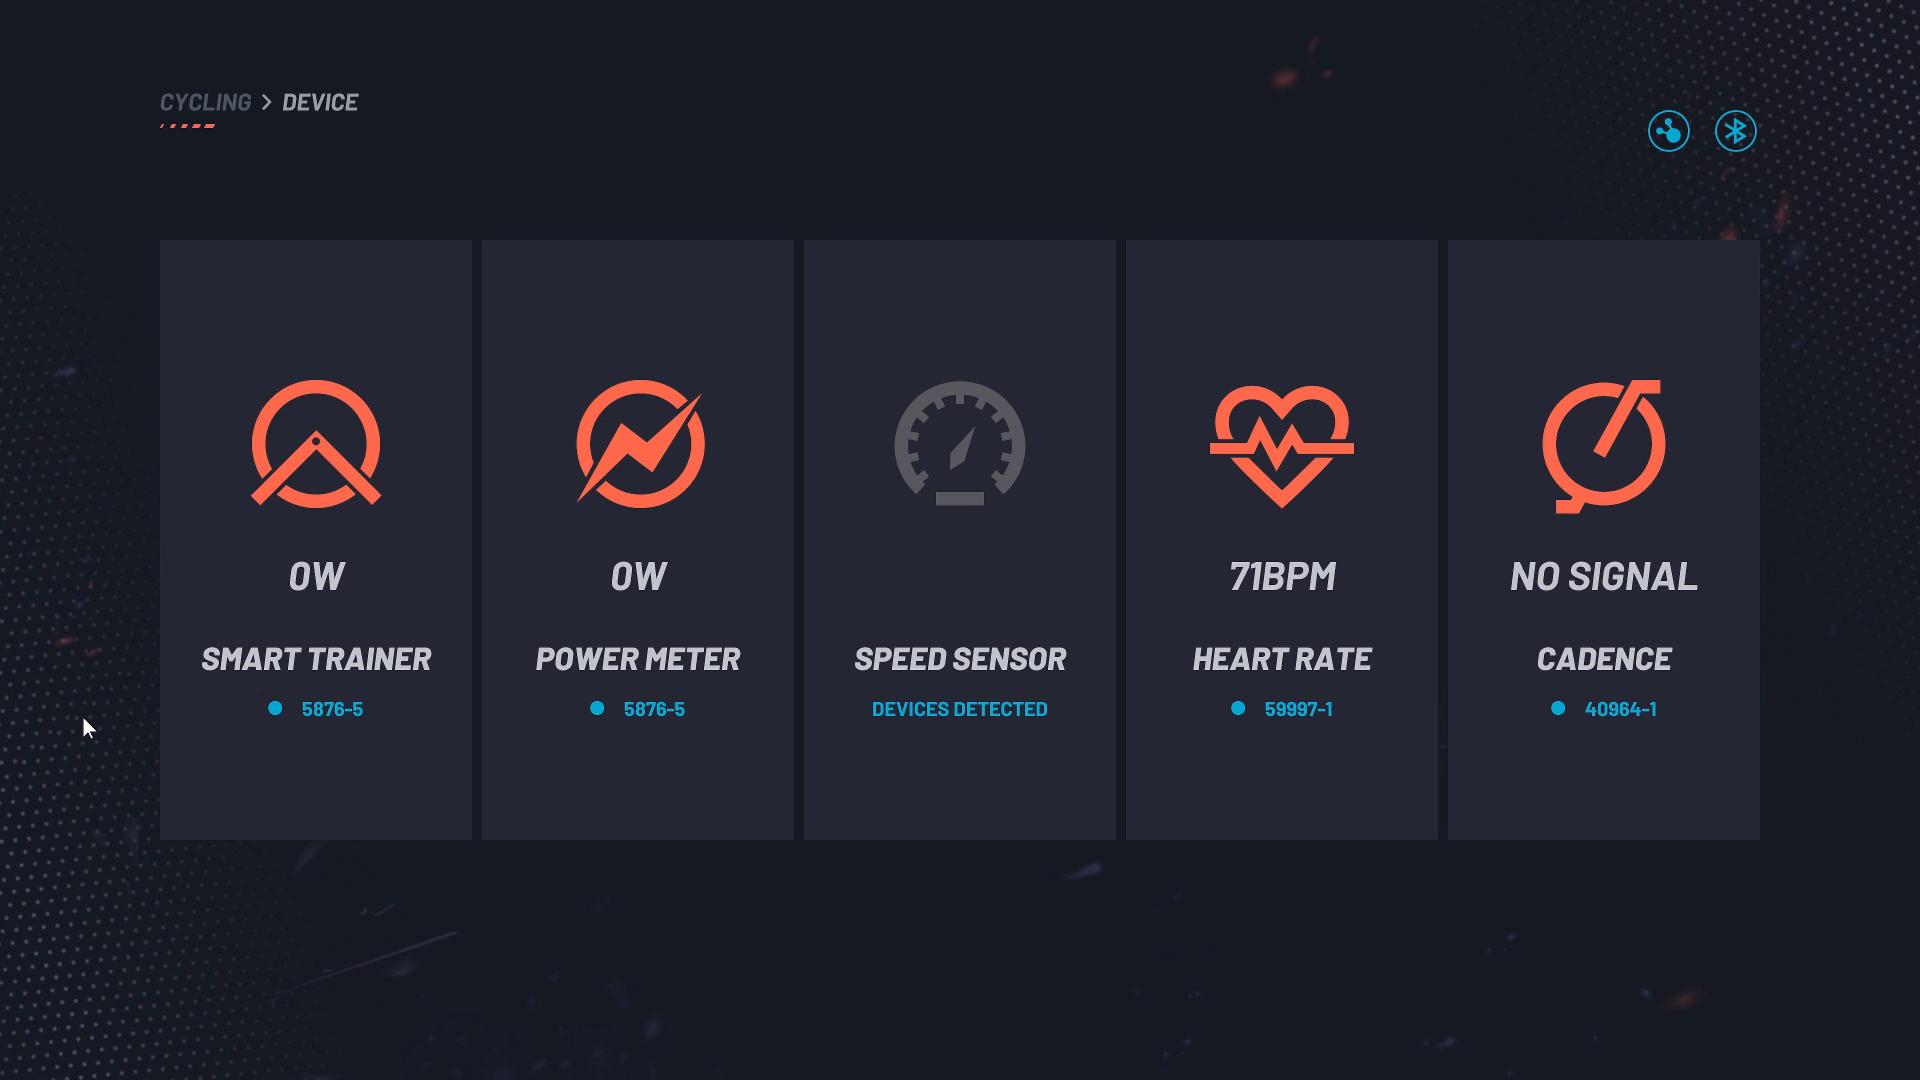 CYCLING > DEVICE
0W
SMART TRAINER
5876-5
0W
POWER METER
5876-5
SPEED SENSOR
DEVICES DETECTED
71BPM
HEART RATE
59997-1
NO SIGNAL
CADENCE
40964-1